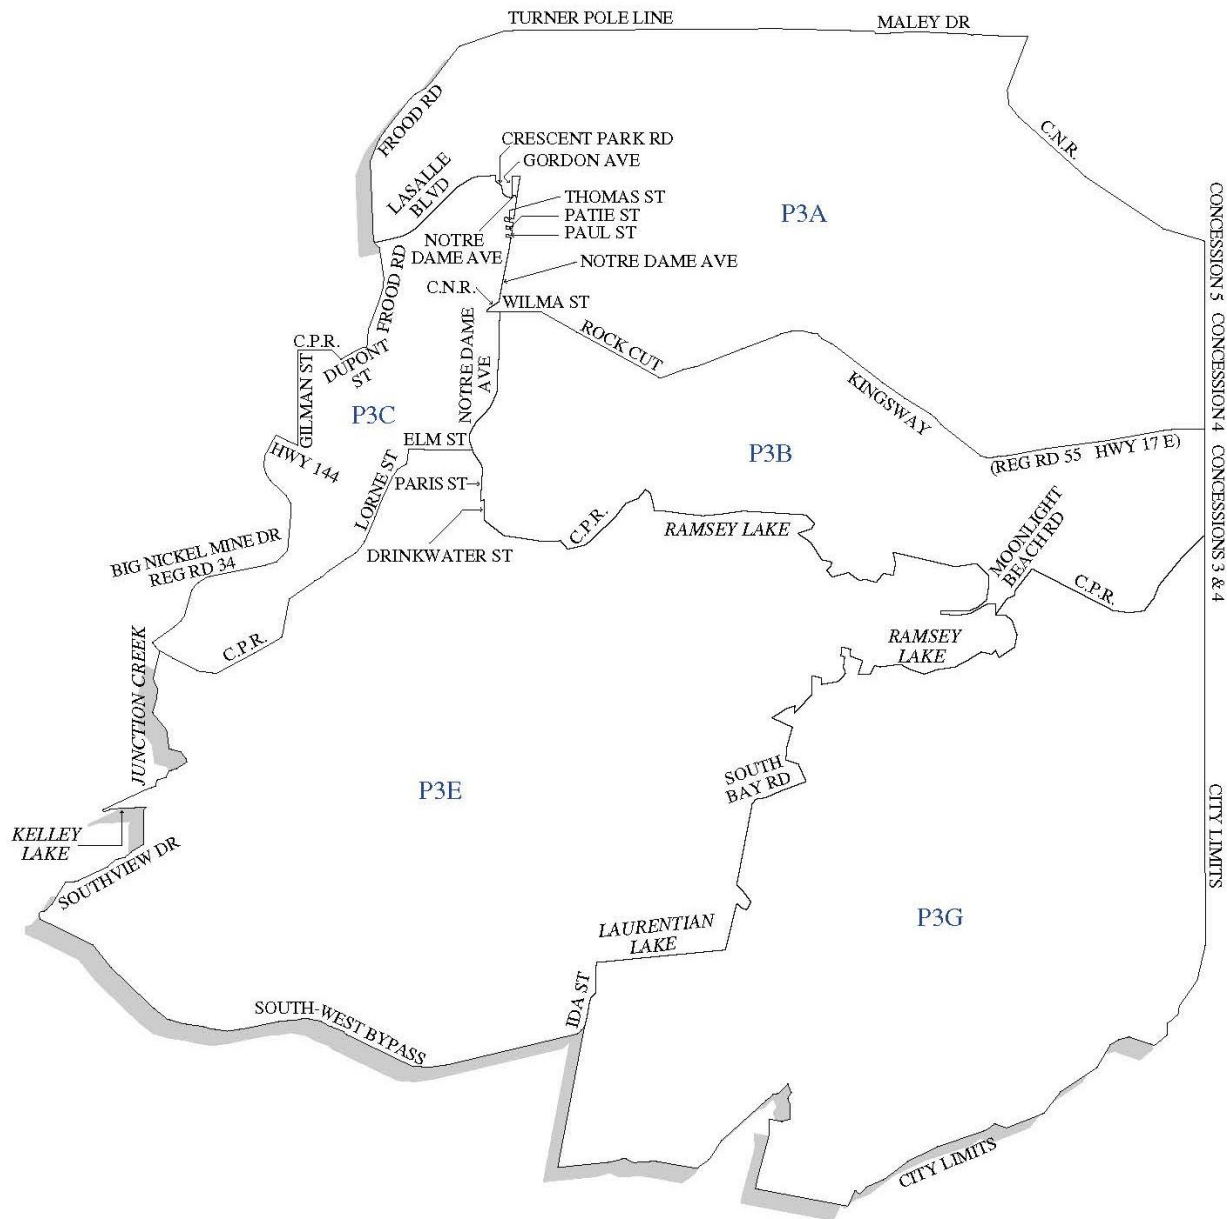 TURNER POLE LINE
MALEY DR
FROOD RD
C.N.R.
CRESCENT PARK RD
GORDON AVE
LASALLE
BLVD
THOMAS ST
PATIE ST
PAUL ST
P3A
CONCESSION 5
NOTRE
DAME AVE
NOTRE DAME AVE
FROOD RD
C.N.R.
WILMA ST
ROCK CUT
C.P.R.
DUPONT
ST
GILMAN ST
NOTRE DAME
AVE
KINGSWAY
CONCESSION 4
P3C
ELM ST
HWY 144
P3B
(REG RD 55 HWY 17 E)
LORNE ST
PARIS ST
C.P.R.
RAMSEY LAKE
MOONLIGHT
BEACH RD
CONCESSIONS 3 & 4
DRINKWATER ST
BIG NICKEL MINE DR
REG RD 34
C.P.R.
C.P.R.
RAMSEY
LAKE
JUNCTION CREEK
SOUTH
BAY RD
P3E
CITY LIMITS
KELLEY
LAKE
SOUTHVIEW DR
P3G
LAURENTIAN
LAKE
IDA ST
SOUTH-WEST BYPASS
CITY LIMITS